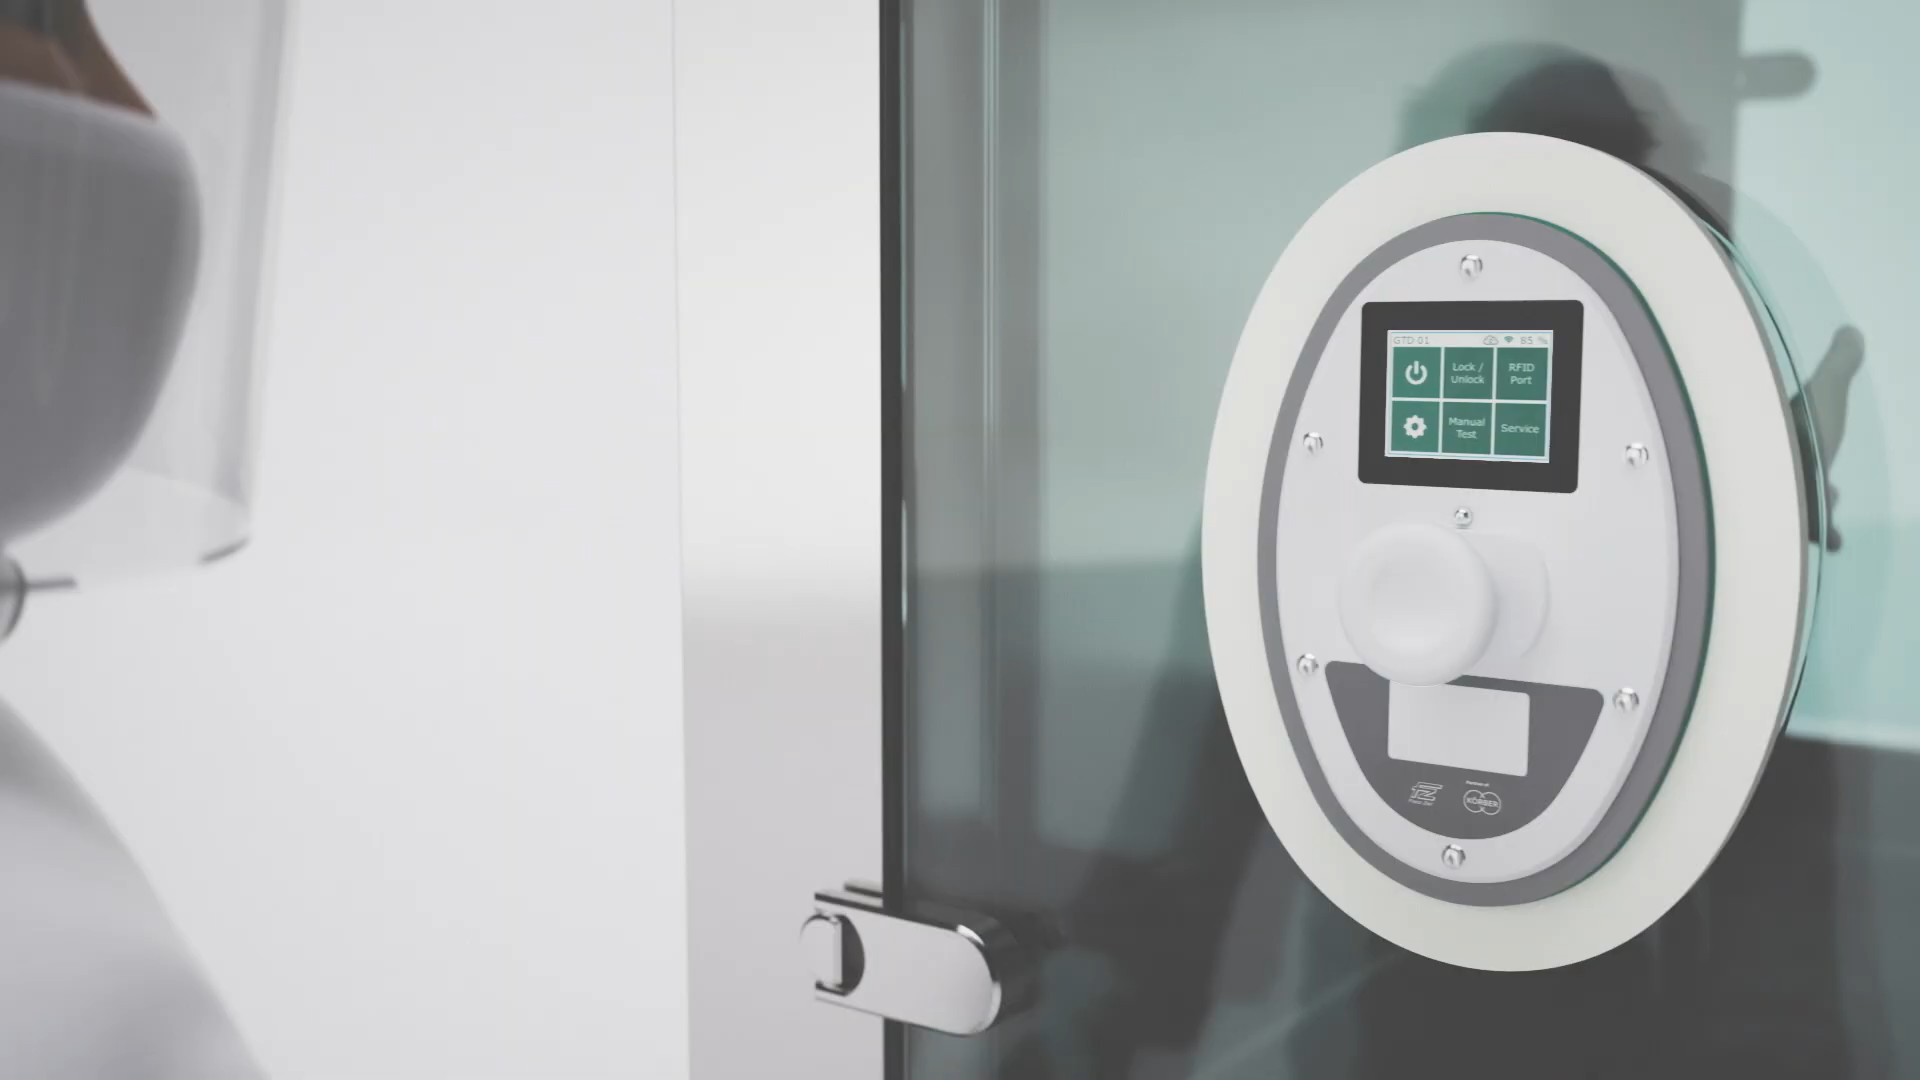 GTD 01 85 %
Lock /
Unlock
RFID
Port
Manual
Test
Service
KÖRBER